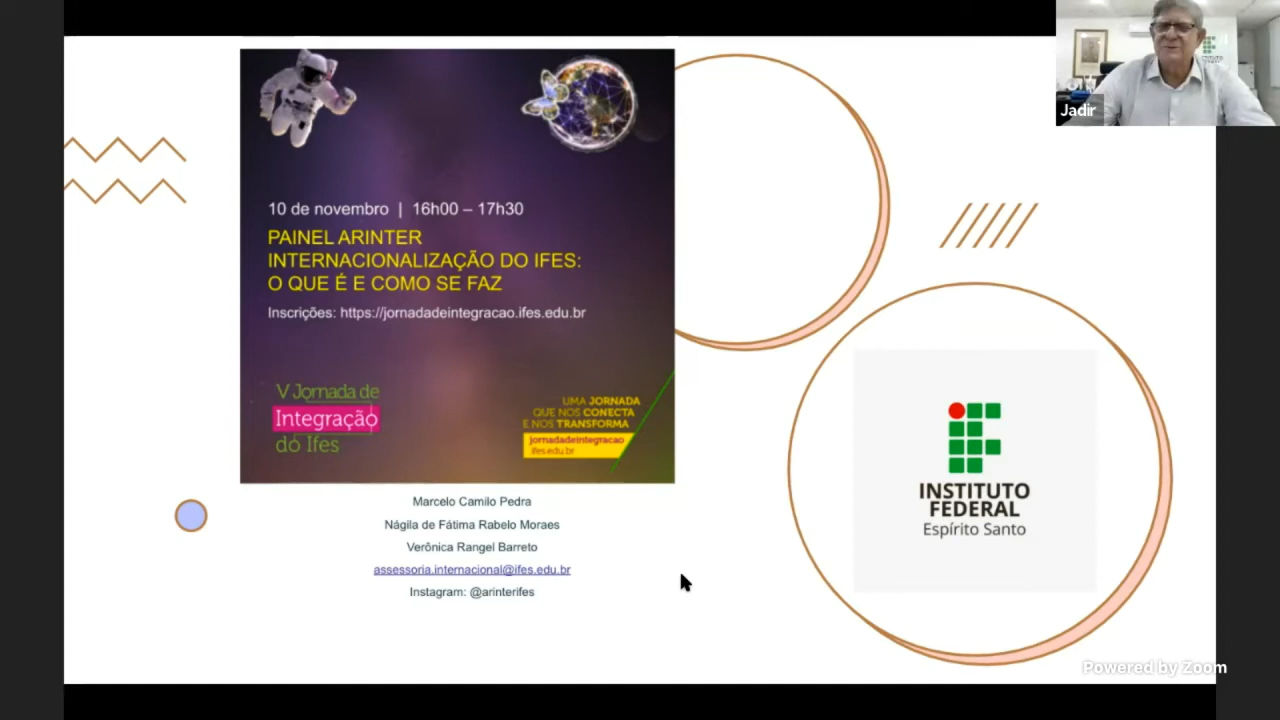 10 de novembro | 16h00 – 17h30
PAINEL ARINTER
INTERNACIONALIZAÇÃO DO IFES:
O QUE É E COMO SE FAZ
Inscrições: https://jornadadeintegracao.ifes.edu.br
V Jornada de
Integração
do Ifes
UMA JORNADA
QUE NOS CONECTA
E NOS TRANSFORMA
jornadadeintegracao
ifes.edu.br
Marcelo Camilo Pedra
Nágila de Fátima Rabelo Moraes
Verônica Rangel Barreto
assessoria.internacional@ifes.edu.br
Instagram: @arinterifes
Jadir
INSTITUTO
FEDERAL
Espírito Santo
Powered by Zoom